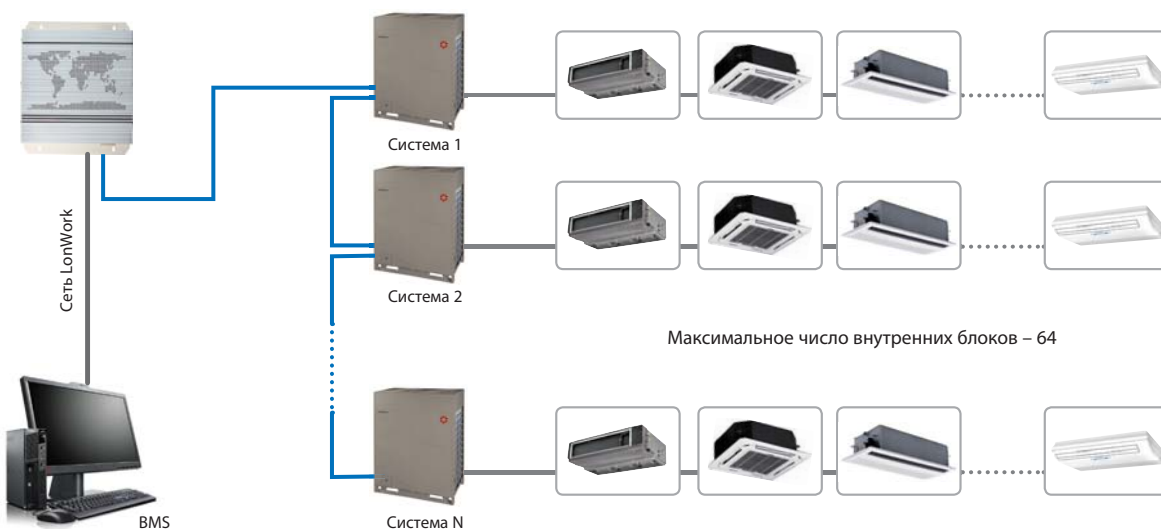 Система 1
Сеть LonWork
Система 2
Максимальное число внутренних блоков – 64
BMS
Система N